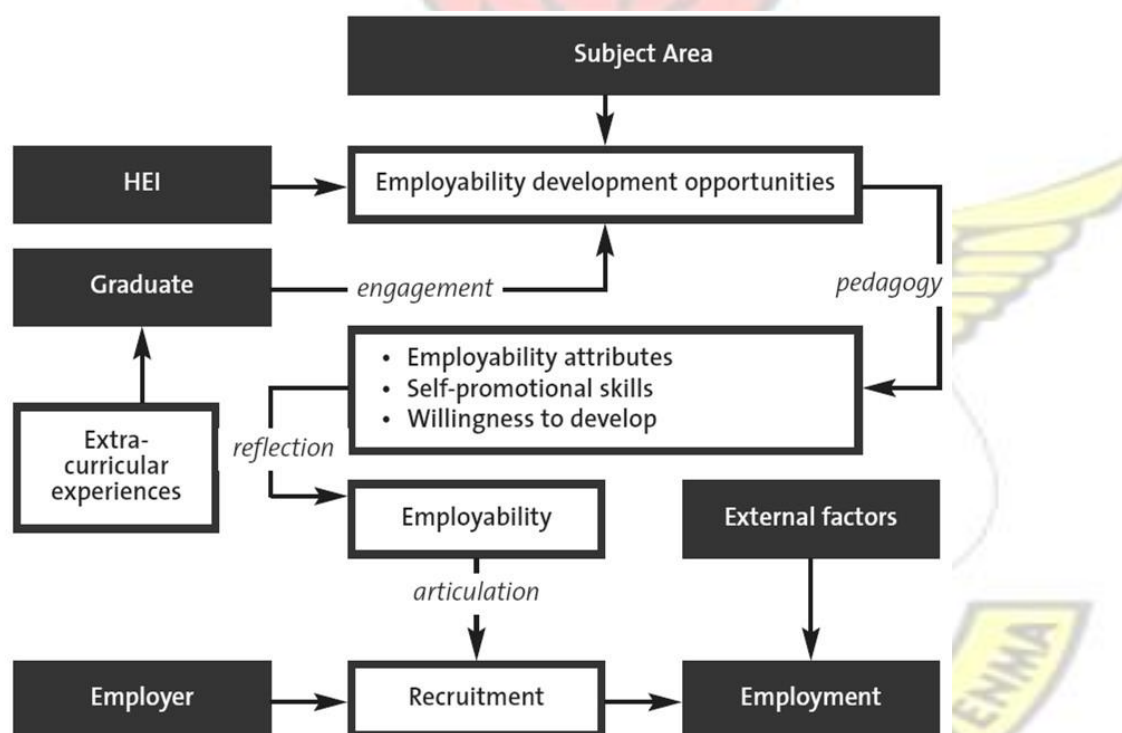 Subject Area
HEI
Employability development opportunities
Graduate
engagement
pedagogy
• Employability attributes
• Self-promotional skills
• Willingness to develop
Extra-
curricular
experiences
reflection
Employability
External factors
articulation
Employer
Recruitment
Employment
ENMA